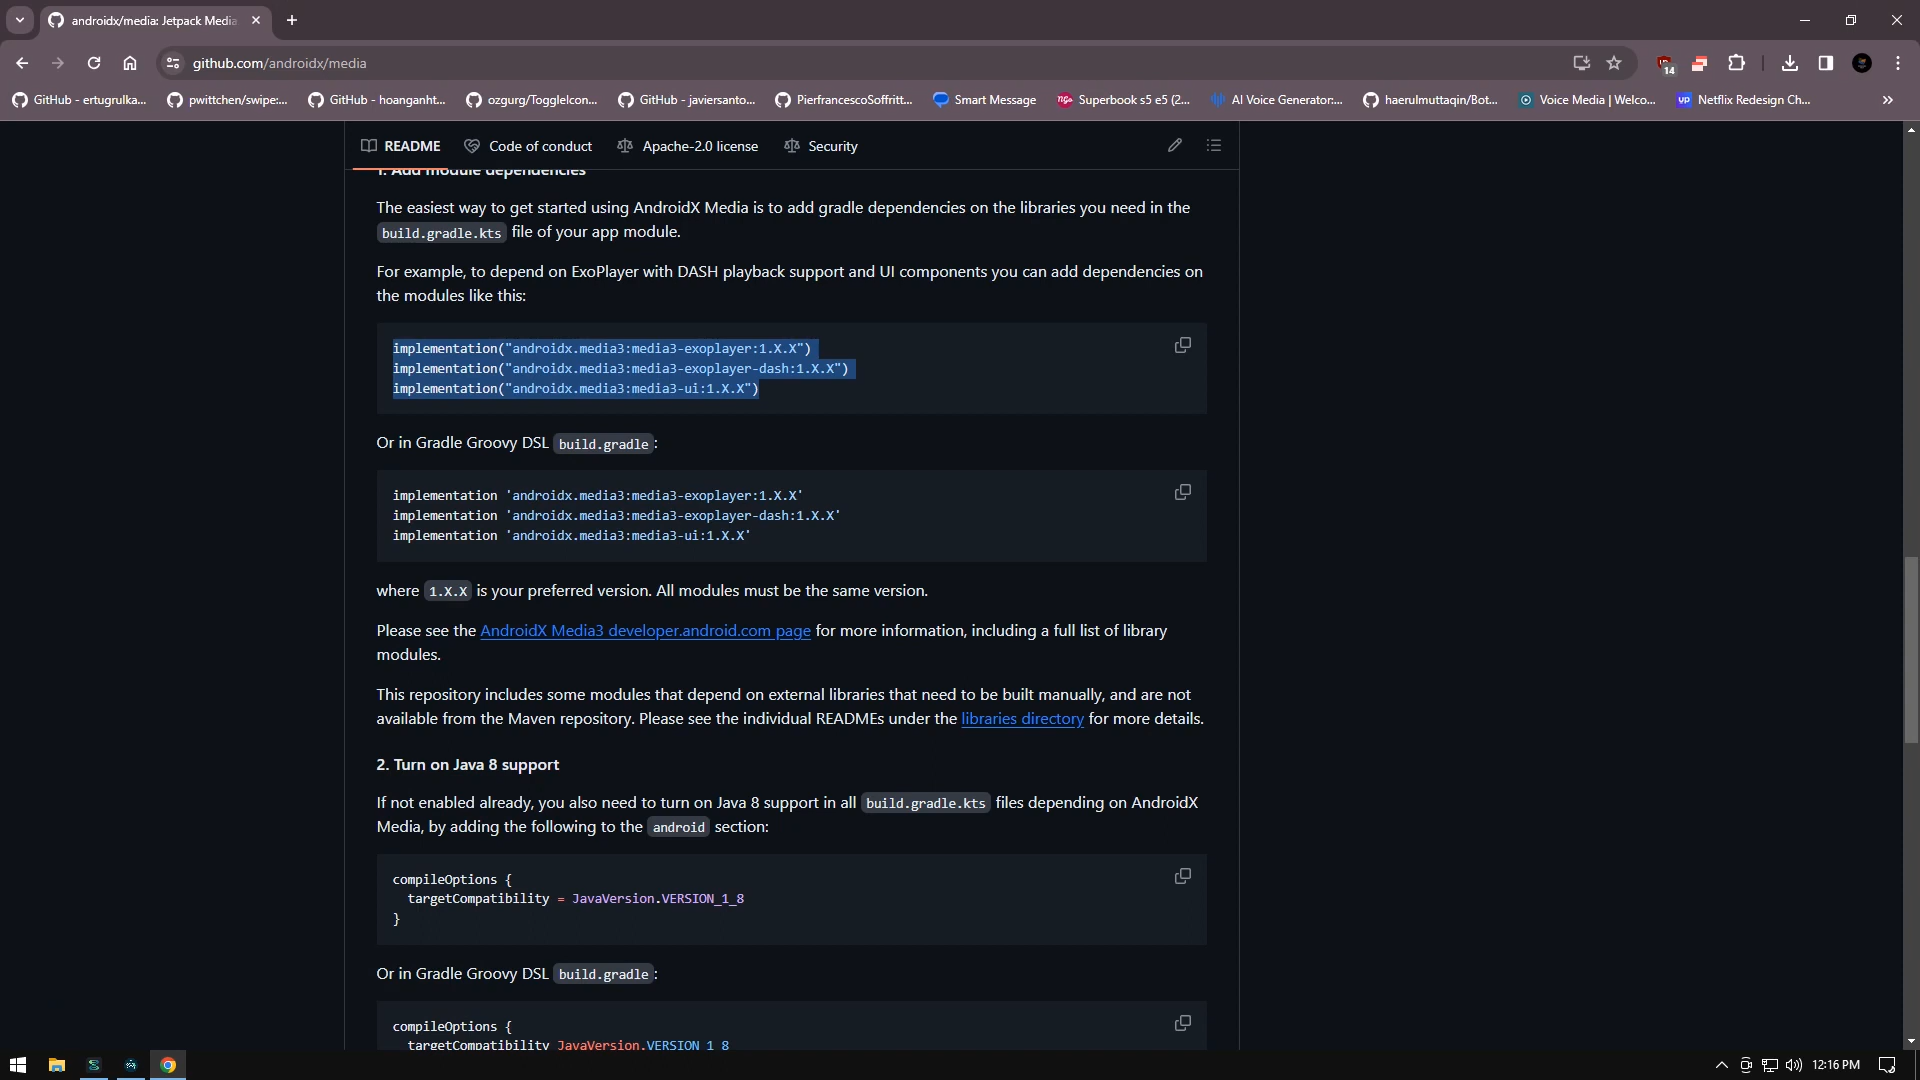 androidx/media: Jetpack Media
github.com/androidx/media
14
GitHub - ertugrulka...
pwittchen/swipe:...
GitHub - hoanganht...
ozgurg/ToggleIcon...
GitHub - javiersanto...
PierfrancescoSoffritt...
Smart Message
Superbook s5 e5 (2...
AI Voice Generator:...
haerulmuttaqin/Bot...
Voice Media | Welco...
Netflix Redesign Ch...
README
Code of conduct
Apache-2.0 license
Security
1. Add module dependencies
The easiest way to get started using AndroidX Media is to add gradle dependencies on the libraries you need in the
build.gradle.kts file of your app module.
For example, to depend on ExoPlayer with DASH playback support and UI components you can add dependencies on
the modules like this:
implementation("androidx.media3:media3-exoplayer:1.X.X")
implementation("androidx.media3:media3-exoplayer-dash:1.X.X")
implementation("androidx.media3:media3-ui:1.X.X")
Or in Gradle Groovy DSL build.gradle:
implementation 'androidx.media3:media3-exoplayer:1.X.X'
implementation 'androidx.media3:media3-exoplayer-dash:1.X.X'
implementation 'androidx.media3:media3-ui:1.X.X'
where 1.X.X is your preferred version. All modules must be the same version.
Please see the AndroidX Media3 developer.android.com page for more information, including a full list of library
modules.
This repository includes some modules that depend on external libraries that need to be built manually, and are not
available from the Maven repository. Please see the individual READMEs under the libraries directory for more details.
2. Turn on Java 8 support
If not enabled already, you also need to turn on Java 8 support in all build.gradle.kts files depending on AndroidX
Media, by adding the following to the android section:
compileOptions {
targetCompatibility = JavaVersion.VERSION_1_8
}
Or in Gradle Groovy DSL build.gradle:
compileOptions {
targetCompatibility JavaVersion.VERSION_1_8
12:16 PM